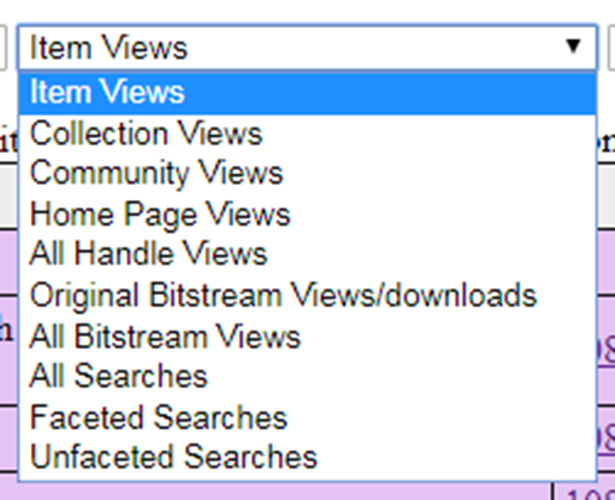 Item Views
Item Views
Collection Views
Community Views
Home Page Views
All Handle Views
Original Bitstream Views/downloads
All Bitstream Views
All Searches
Faceted Searches
Unfaceted Searches